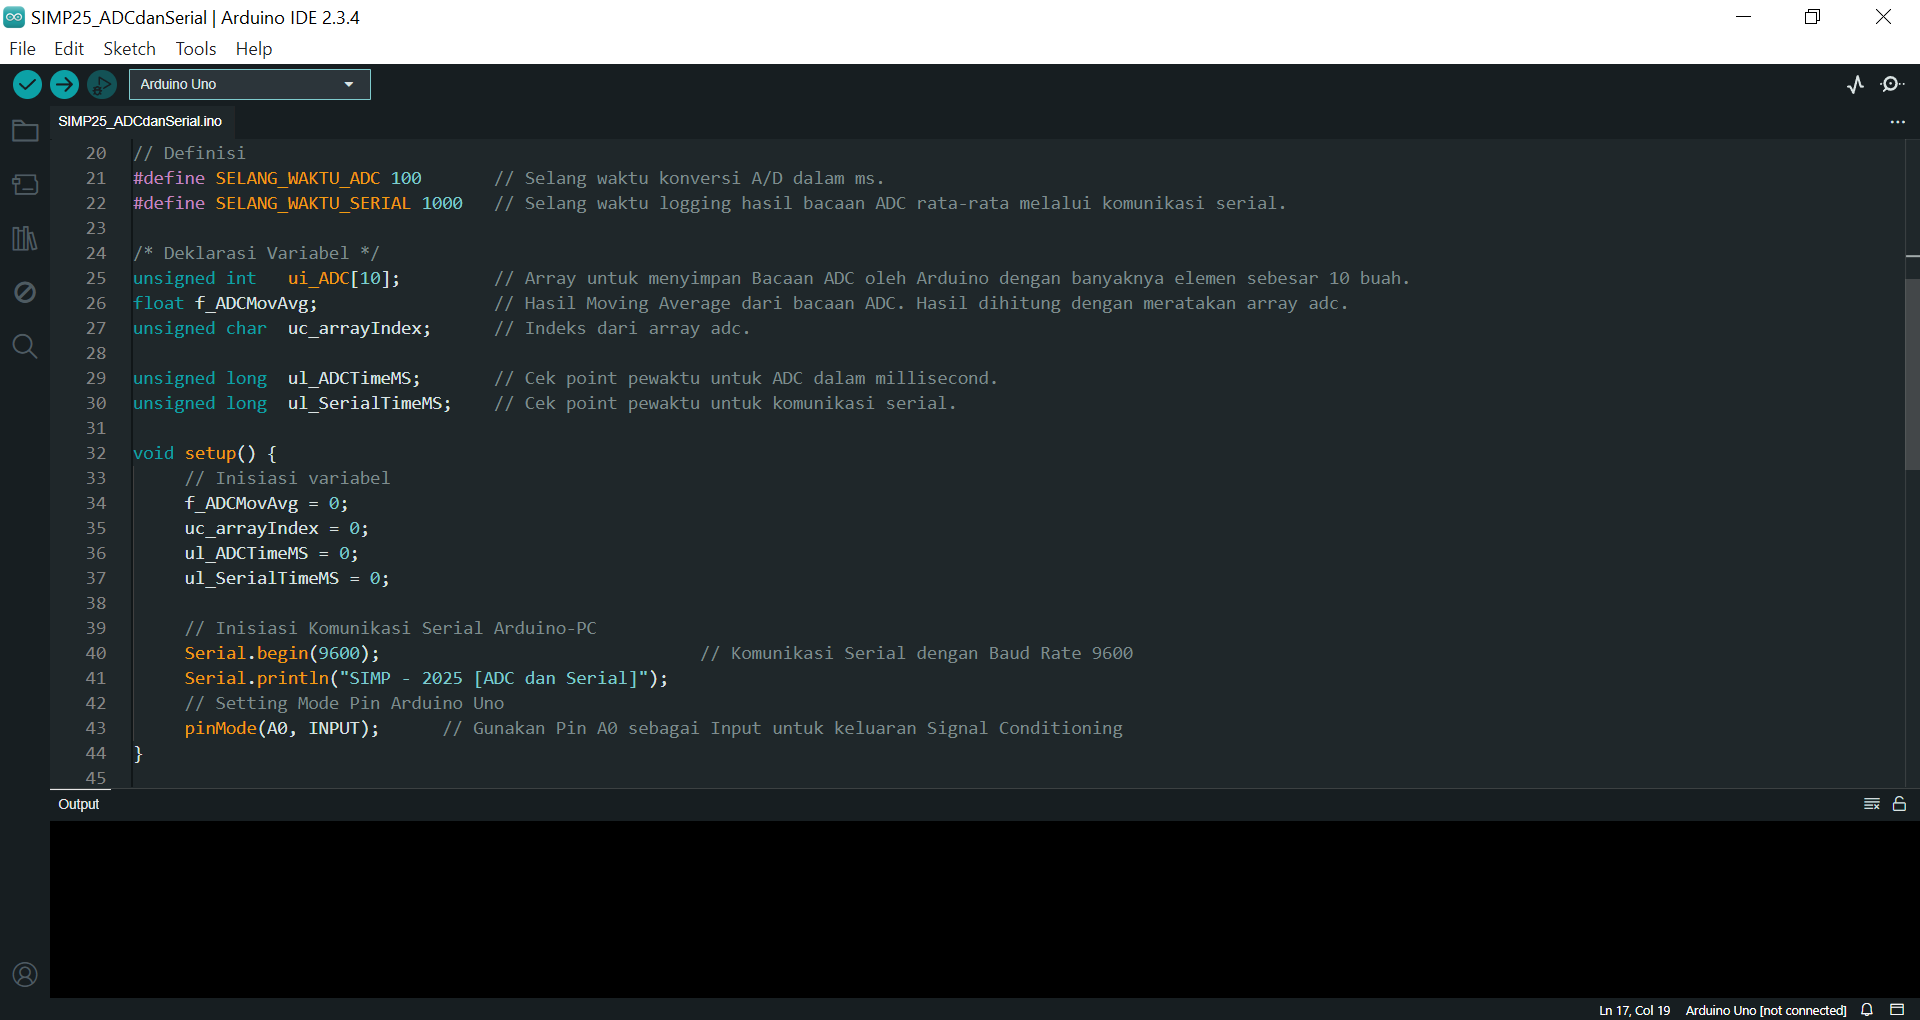 SIMP25_ADCdanSerial | Arduino IDE 2.3.4
File Edit Sketch Tools Help
Arduino Uno
SIMP25_ADCdanSerial.ino
20 // Definisi
21 #define SELANG_WAKTU_ADC 100 // Selang waktu konversi A/D dalam ms.
22 #define SELANG_WAKTU_SERIAL 1000 // Selang waktu logging hasil bacaan ADC rata-rata melalui komunikasi serial.
23
24 /* Deklarasi Variabel */
25 unsigned int ui_ADC[10]; // Array untuk menyimpan Bacaan ADC oleh Arduino dengan banyaknya elemen sebesar 10 buah.
26 float f_ADCMovAvg; // Hasil Moving Average dari bacaan ADC. Hasil dihitung dengan meratakan array adc.
27 unsigned char uc_arrayIndex; // Indeks dari array adc.
28
29 unsigned long ul_ADCTimeMS; // Cek point pewaktu untuk ADC dalam millisecond.
30 unsigned long ul_SerialTimeMS; // Cek point pewaktu untuk komunikasi serial.
31
32 void setup() {
33 // Inisiasi variabel
34 f_ADCMovAvg = 0;
35 uc_arrayIndex = 0;
36 ul_ADCTimeMS = 0;
37 ul_SerialTimeMS = 0;
38
39 // Inisiasi Komunikasi Serial Arduino-PC
40 Serial.begin(9600); // Komunikasi Serial dengan Baud Rate 9600
41 Serial.println("SIMP - 2025 [ADC dan Serial]");
42 // Setting Mode Pin Arduino Uno
43 pinMode(A0, INPUT); // Gunakan Pin A0 sebagai Input untuk keluaran Signal Conditioning
44 }
45
Output
Ln 17, Col 19 Arduino Uno [not connected]